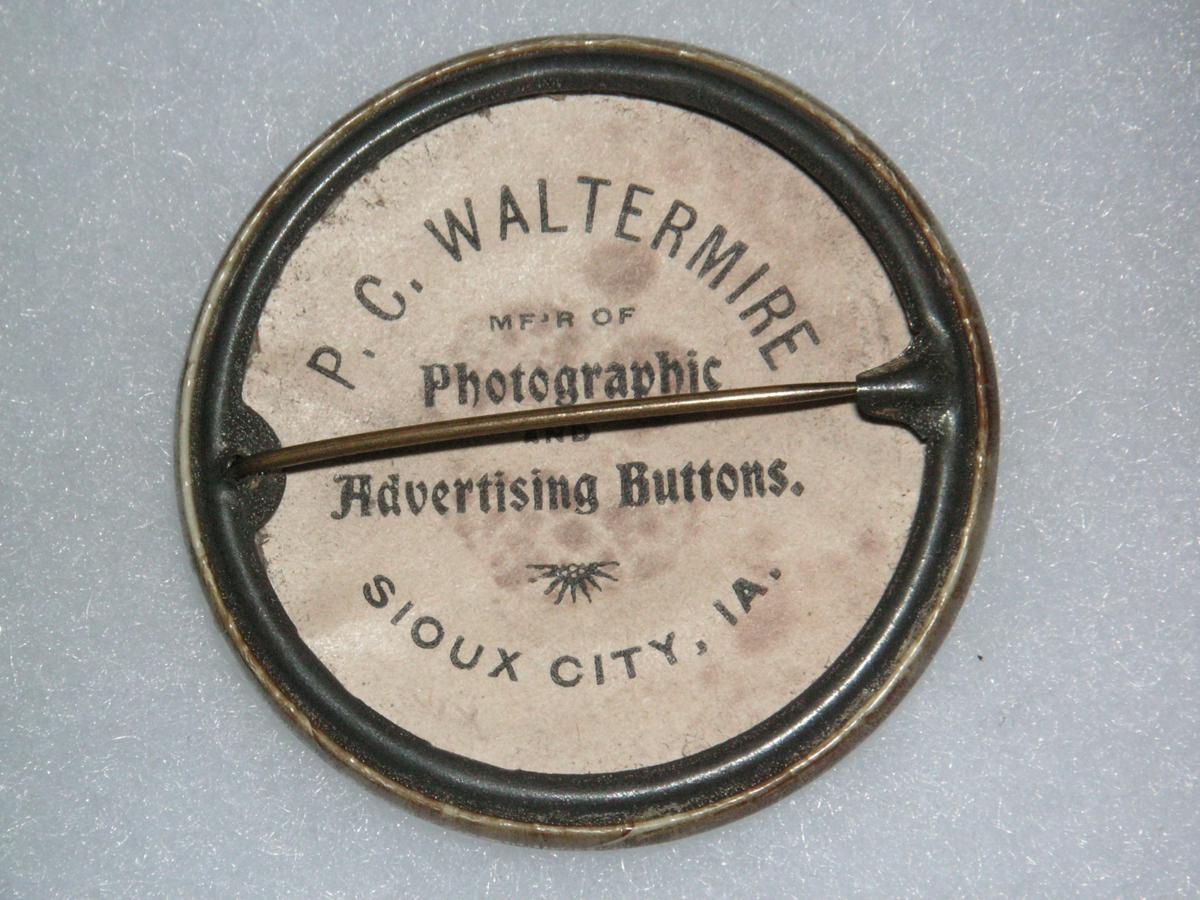 P. C. WALTERMIRE
MF'R OF
Photographic
AND
Advertising Buttons.
SIOUX CITY, IA.